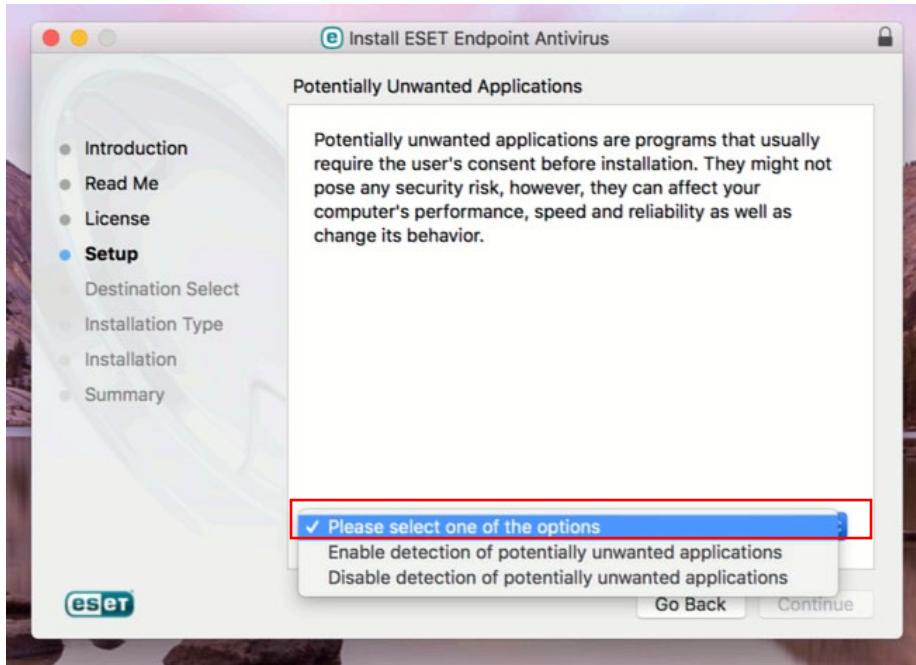 Install ESET Endpoint Antivirus
Potentially Unwanted Applications
Introduction
Read Me
License
Setup
Destination Select
Installation Type
Installation
Summary
Potentially unwanted applications are programs that usually
require the user's consent before installation. They might not
pose any security risk, however, they can affect your
computer's performance, speed and reliability as well as
change its behavior.
✓ Please select one of the options
Enable detection of potentially unwanted applications
Disable detection of potentially unwanted applications
eseT
Go Back
Continue